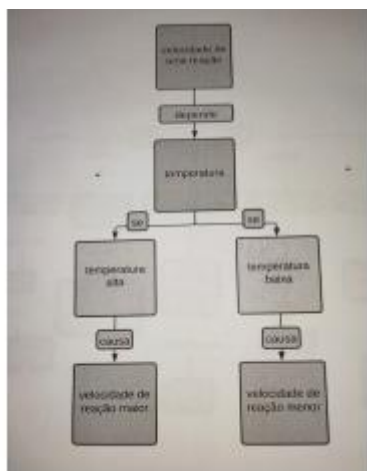 velocidade de
uma reação
depende
temperatura
se
se
temperatura
alta
temperatura
baixa
causa
causa
velocidade de
reação maior
velocidade de
reação menor